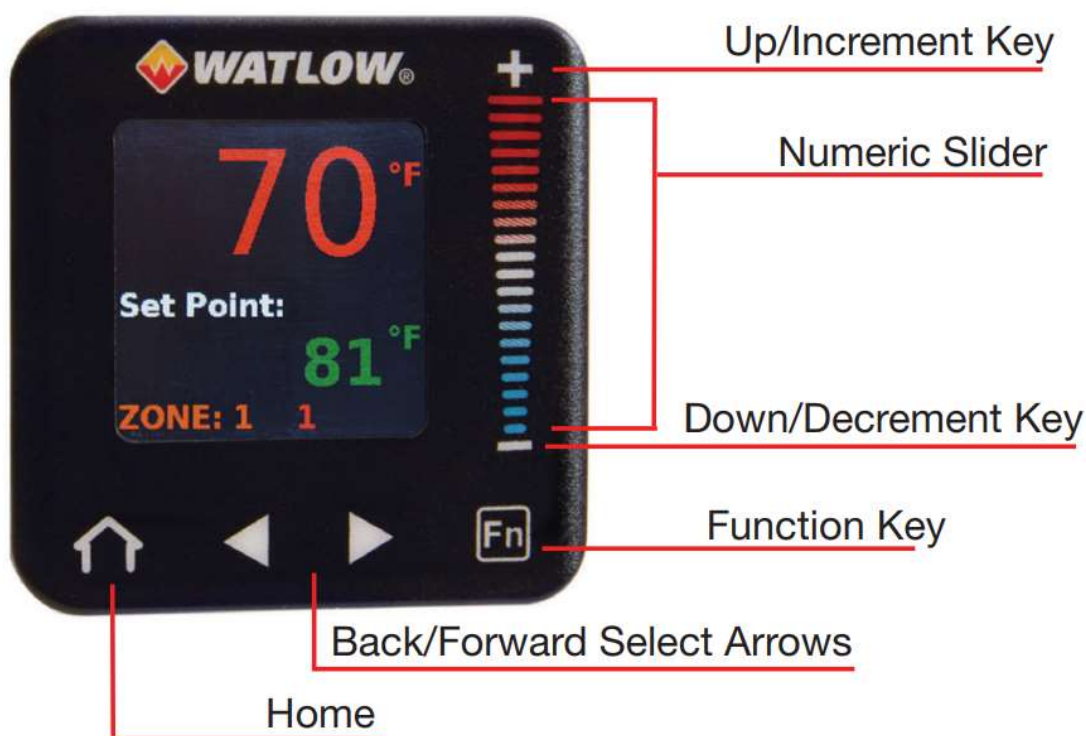 WATLOW®
+
Up/Increment Key
70 °F
Numeric Slider
Set Point:
81 °F
ZONE: 1 1
Down/Decrement Key
Fn
Function Key
Back/Forward Select Arrows
Home